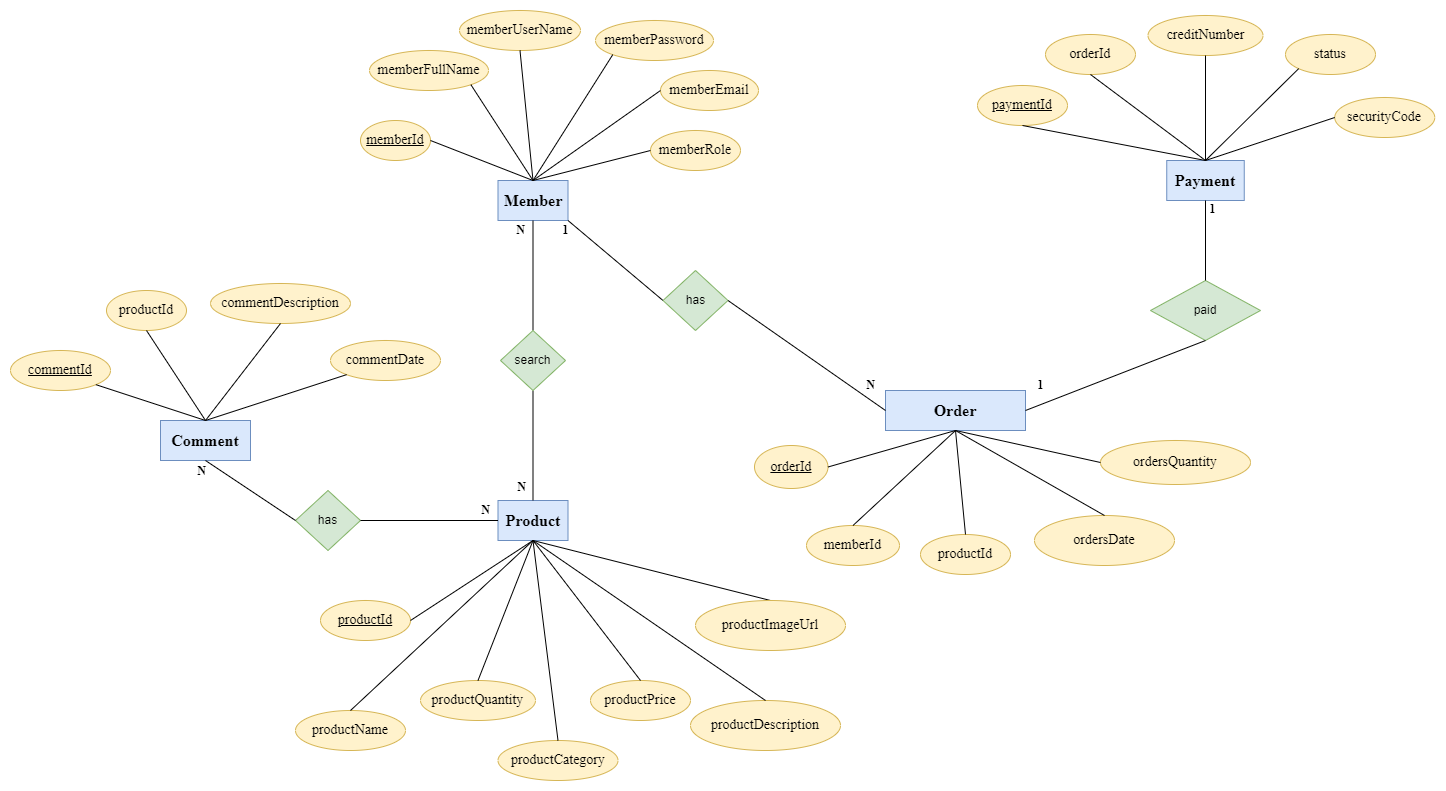 memberUserName
memberPassword
memberFullName
memberEmail
memberId
memberRole
Member
N
1
creditNumber
orderId
status
paymentId
securityCode
Payment
1
has
paid
search
productId
commentDescription
commentId
commentDate
Comment
N
has
N
1
Order
orderId
ordersQuantity
memberId
productId
ordersDate
N
N
Product
productId
productImageUrl
productQuantity
productPrice
productName
productDescription
productCategory